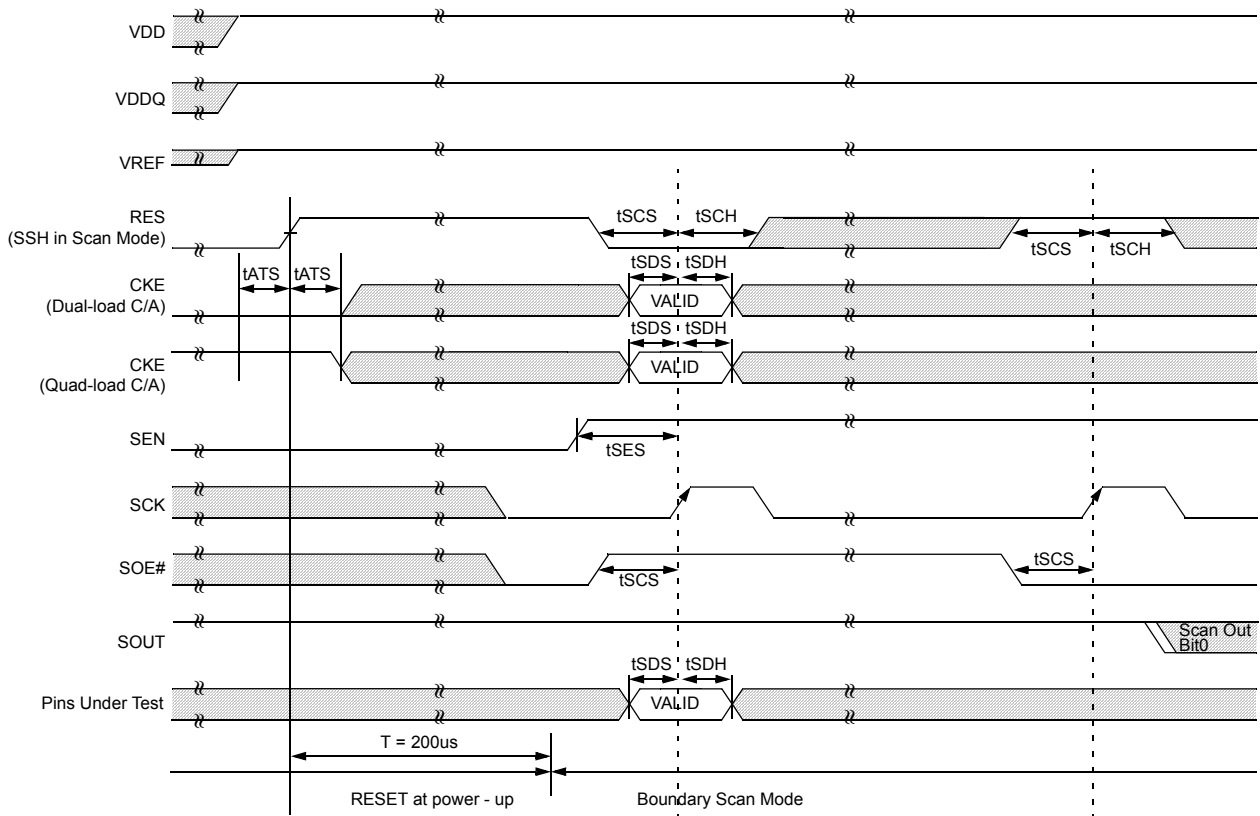 VDD
VDDQ
VREF
RES
(SSH in Scan Mode)
tSCS
tSCH
tSCS
tSCH
tATS
tATS
CKE
(Dual-load C/A)
tSDS
tSDH
VALID
CKE
(Quad-load C/A)
tSDS
tSDH
VALID
SEN
tSES
SCK
SOE#
tSCS
tSCS
SOUT
Scan Out
Bit0
Pins Under Test
tSDS
tSDH
VALID
T = 200us
RESET at power - up
Boundary Scan Mode